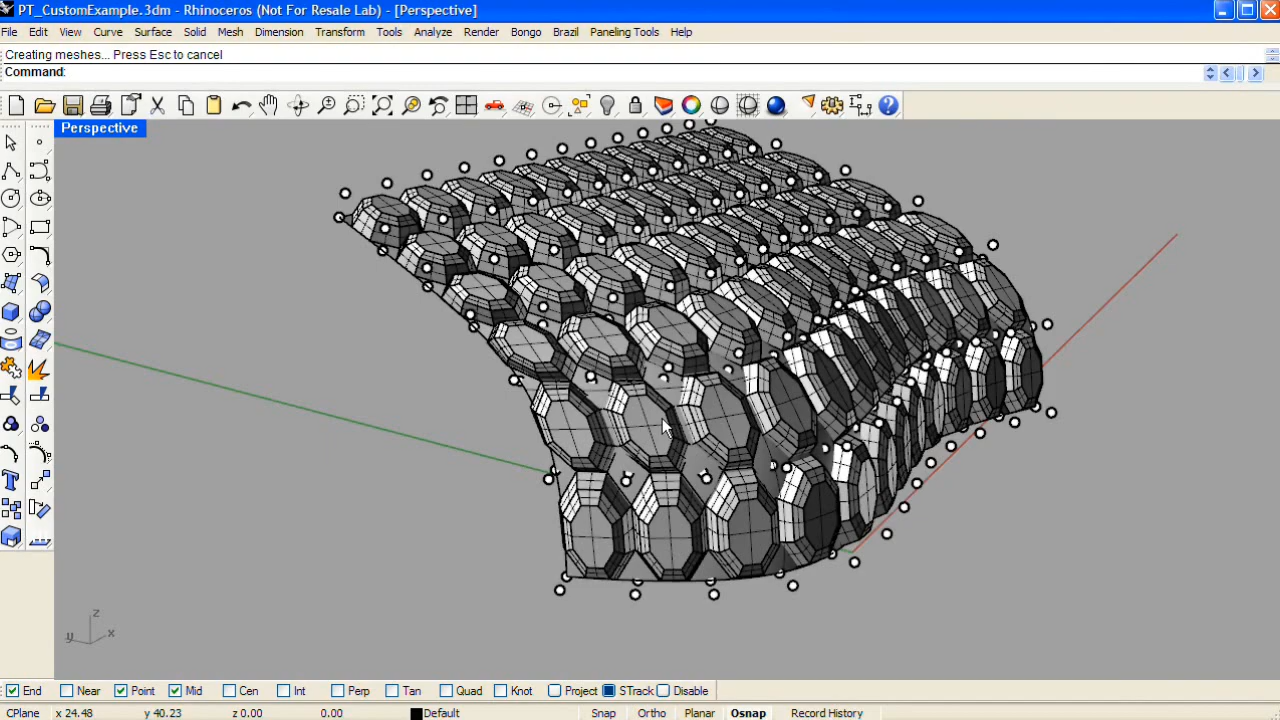 PT_CustomExample.3dm - Rhinoceros (Not For Resale Lab) - [Perspective]
File Edit View Curve Surface Solid Mesh Dimension Transform Tools Analyze Render Bongo Brazil Paneling Tools Help
Creating meshes... Press Esc to cancel
Command:
Perspective
z
y x
End Near Point Mid Cen Int Perp Tan Quad Knot Project STrack Disable
CPlane x 24.48 y 40.23 z 0.00 0.00 Default Snap Ortho Planar Osnap Record History